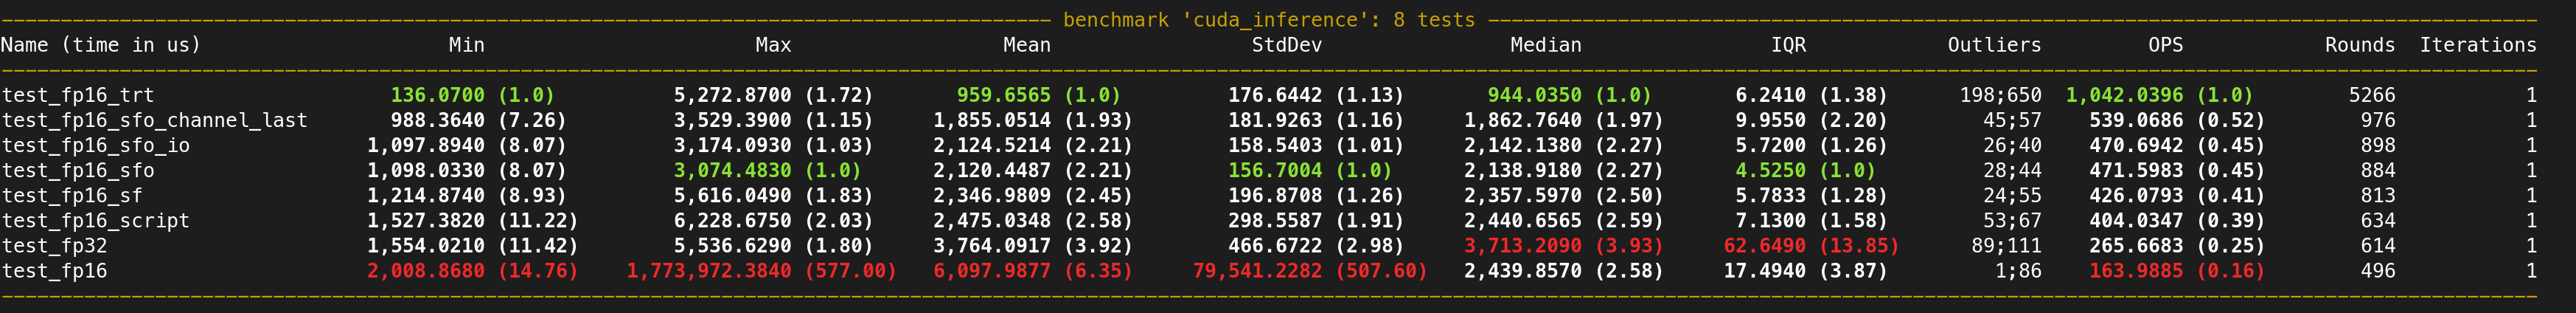 benchmark 'cuda_inference': 8 tests
Name (time in us) Min Max Mean StdDev Median IQR Outliers OPS Rounds Iterations
test_fp16_trt 136.0700 (1.0) 5,272.8700 (1.72) 959.6565 (1.0) 176.6442 (1.13) 944.0350 (1.0) 6.2410 (1.38) 198;650 1,042.0396 (1.0) 5266 1
test_fp16_sfo_channel_last 988.3640 (7.26) 3,529.3900 (1.15) 1,855.0514 (1.93) 181.9263 (1.16) 1,862.7640 (1.97) 9.9550 (2.20) 45;57 539.0686 (0.52) 976 1
test_fp16_sfo_io 1,097.8940 (8.07) 3,174.0930 (1.03) 2,124.5214 (2.21) 158.5403 (1.01) 2,142.1380 (2.27) 5.7200 (1.26) 26;40 470.6942 (0.45) 898 1
test_fp16_sfo 1,098.0330 (8.07) 3,074.4830 (1.0) 2,120.4487 (2.21) 156.7004 (1.0) 2,138.9180 (2.27) 4.5250 (1.0) 28;44 471.5983 (0.45) 884 1
test_fp16_sf 1,214.8740 (8.93) 5,616.0490 (1.83) 2,346.9809 (2.45) 196.8708 (1.26) 2,357.5970 (2.50) 5.7833 (1.28) 24;55 426.0793 (0.41) 813 1
test_fp16_script 1,527.3820 (11.22) 6,228.6750 (2.03) 2,475.0348 (2.58) 298.5587 (1.91) 2,440.6565 (2.59) 7.1300 (1.58) 53;67 404.0347 (0.39) 634 1
test_fp32 1,554.0210 (11.42) 5,536.6290 (1.80) 3,764.0917 (3.92) 466.6722 (2.98) 3,713.2090 (3.93) 62.6490 (13.85) 89;111 265.6683 (0.25) 614 1
test_fp16 2,008.8680 (14.76) 1,773,972.3840 (577.00) 6,097.9877 (6.35) 79,541.2282 (507.60) 2,439.8570 (2.58) 17.4940 (3.87) 1;86 163.9885 (0.16) 496 1